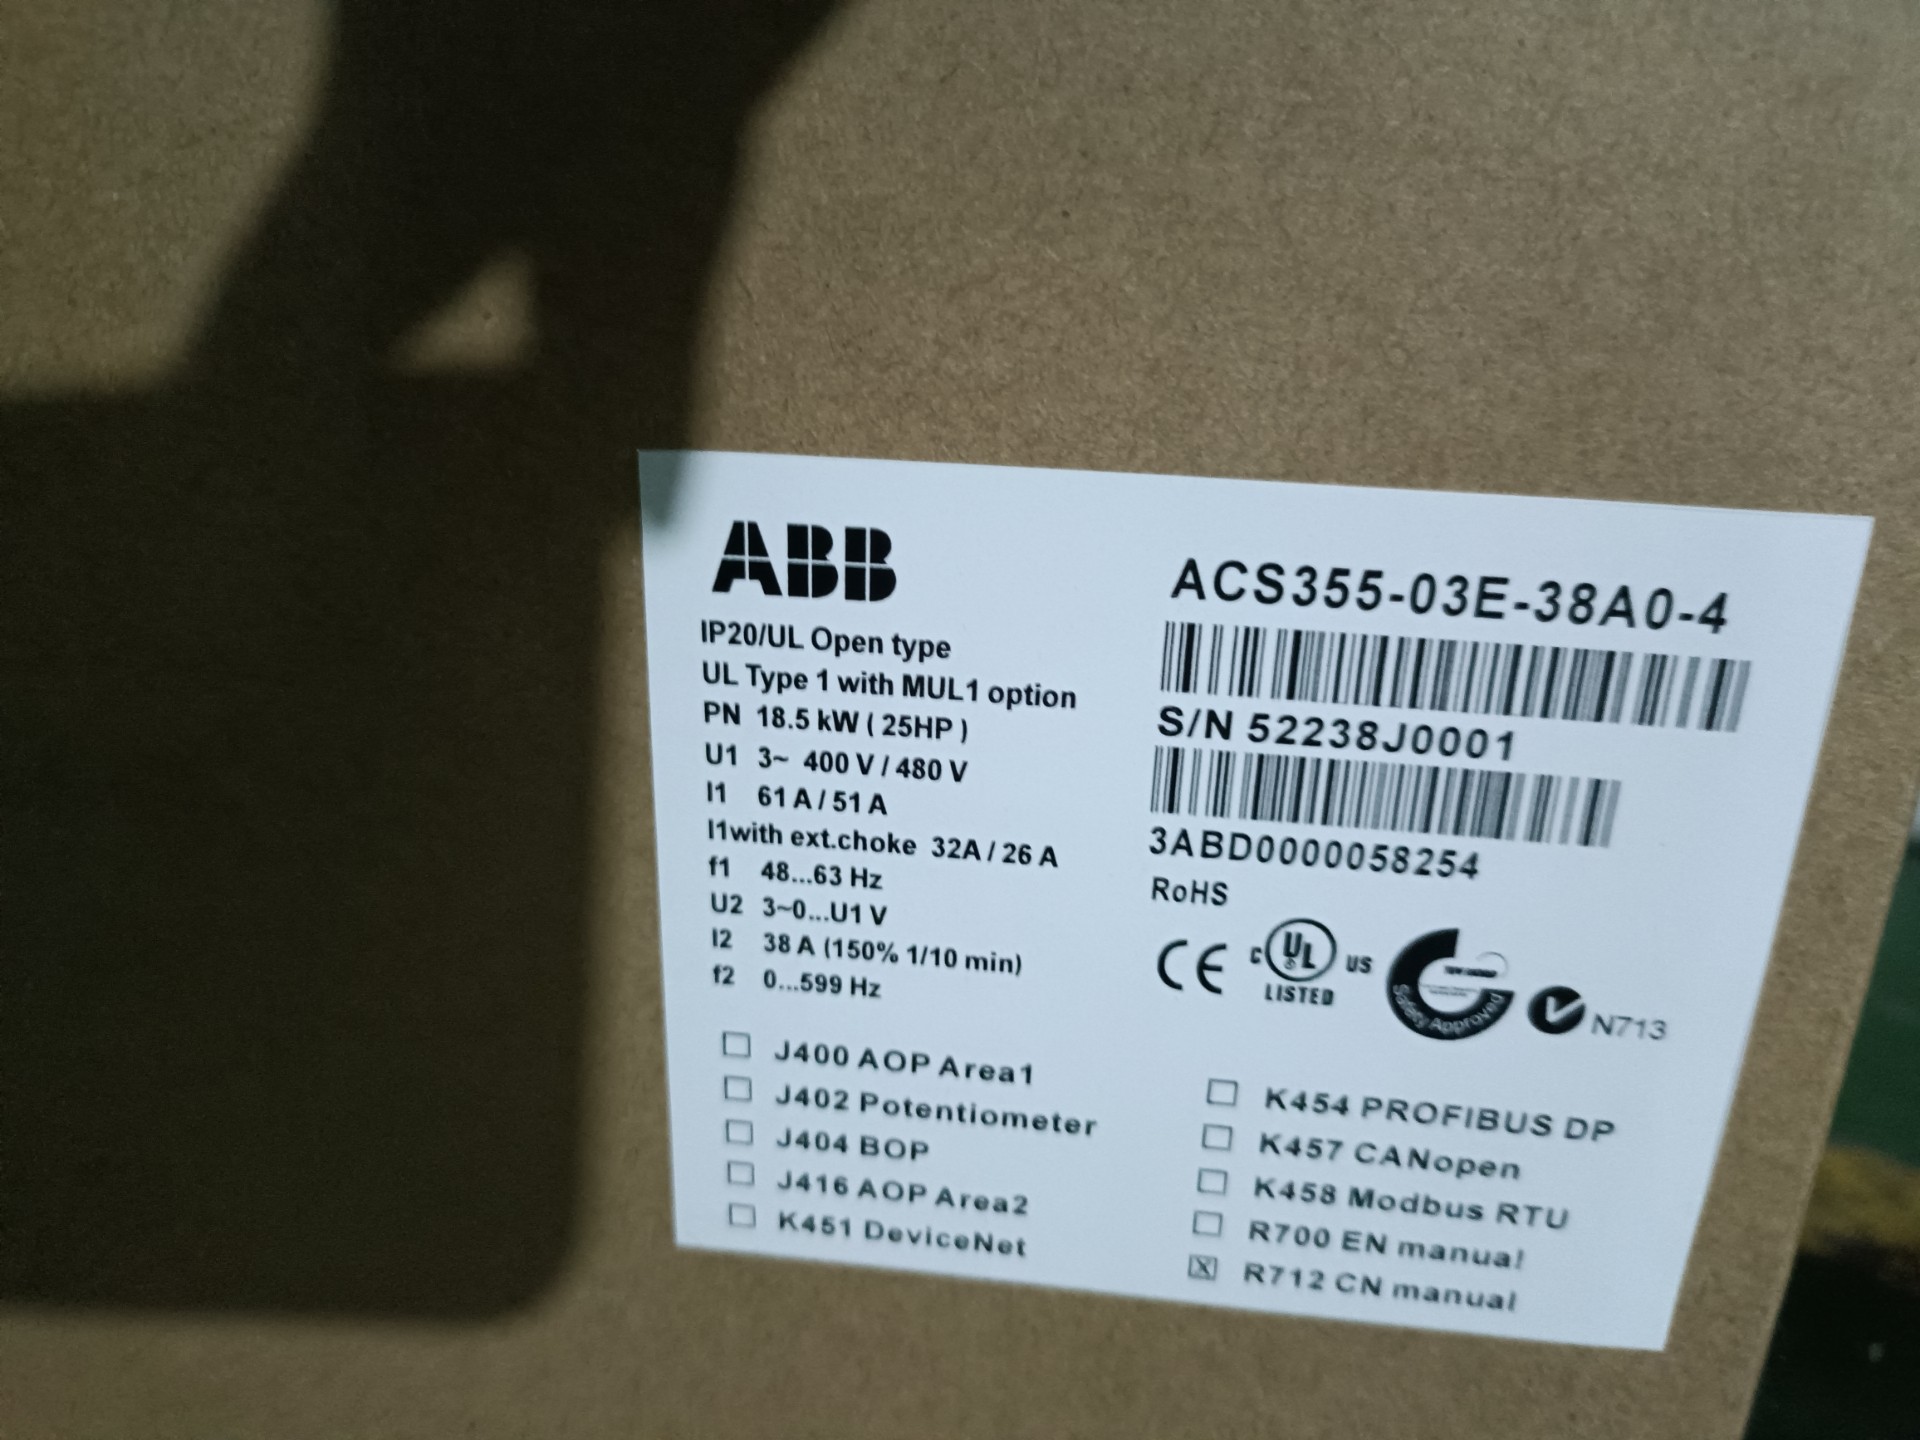 ABB
IP20/UL Open type
UL Type 1 with MUL1 option
PN 18.5 kW ( 25HP )
U1 3~ 400 V / 480 V
I1 61 A / 51 A
I1with ext.choke 32A / 26 A
f1 48...63 Hz
U2 3~0...U1 V
I2 38 A (150% 1/10 min)
f2 0...599 Hz
ACS355-03E-38A0-4
S/N 52238J0001
3ABD0000058254
RoHS
CE
C UL US
LISTED
Safety Approved
N713
J400 AOP Area1
J402 Potentiometer
J404 BOP
J416 AOP Area2
K451 DeviceNet
K454 PROFIBUS DP
K457 CANopen
K458 Modbus RTU
R700 EN manual
X R712 CN manual